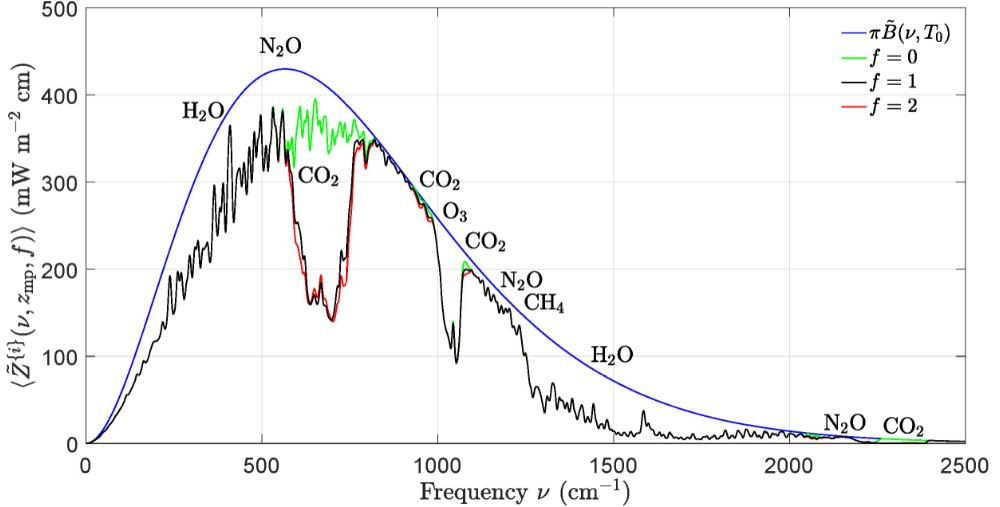 500
400
300
200
100
0
⟨Z̃^{i}(ν, z_mp, f)⟩ (mW m⁻² cm)
N₂O
H₂O
CO₂
CO₂
O₃
CO₂
N₂O
CH₄
H₂O
N₂O
CO₂
πB̃(ν, T₀)
f = 0
f = 1
f = 2
0
500
1000
1500
2000
2500
Frequency ν (cm⁻¹)